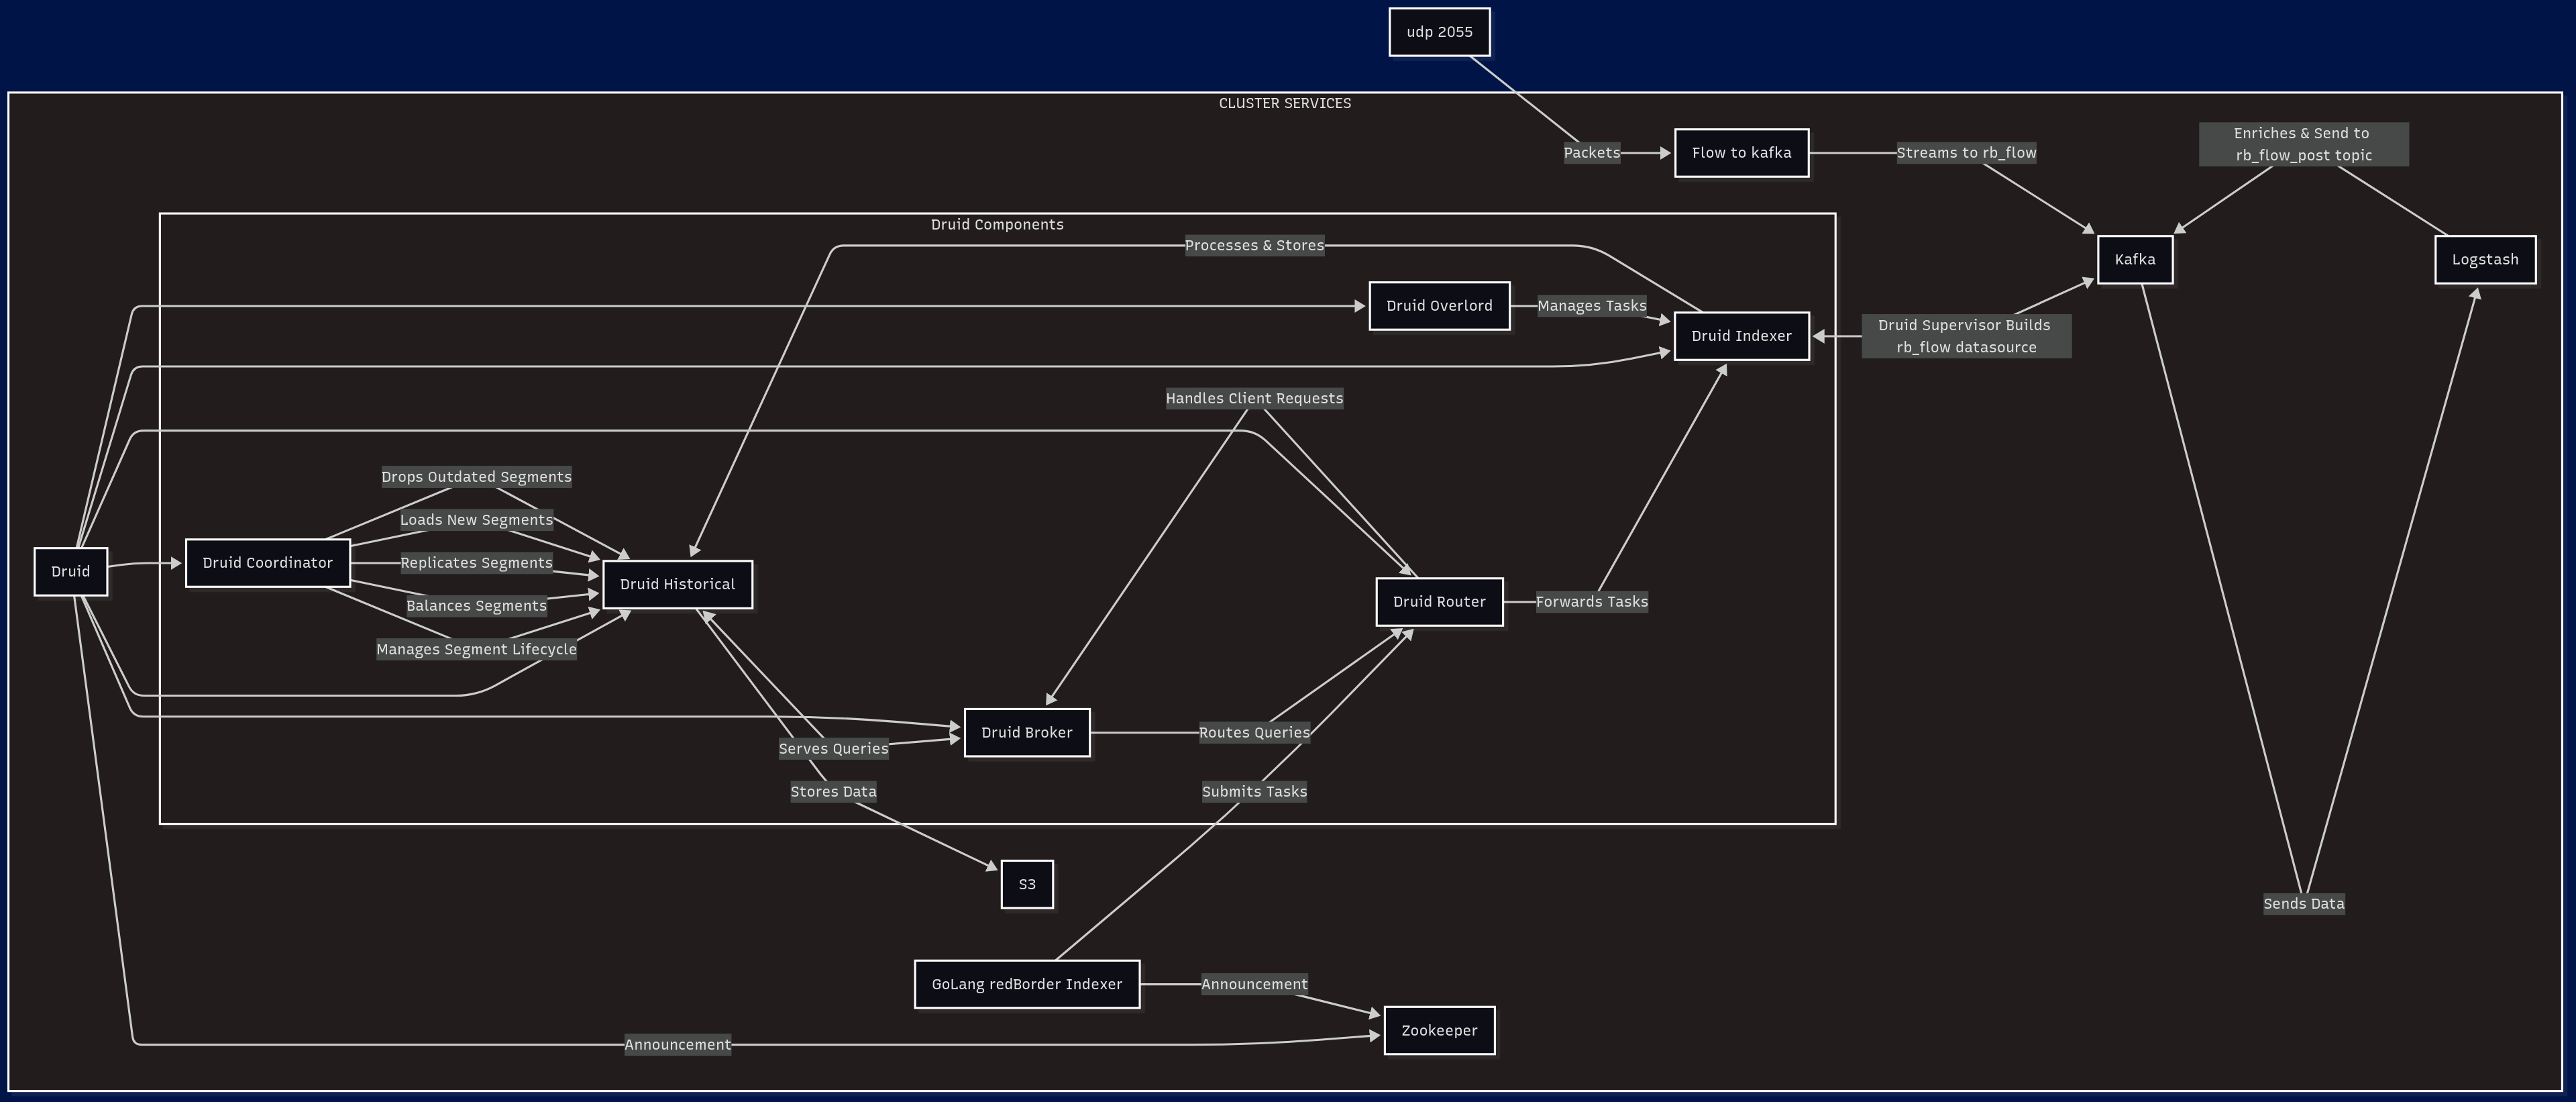 udp 2055
CLUSTER SERVICES
Packets
Flow to kafka
Streams to rb_flow
Enriches & Send to
rb_flow_post topic
Druid Components
Processes & Stores
Kafka
Logstash
Druid Overlord
Manages Tasks
Druid Indexer
Druid Supervisor Builds
rb_flow datasource
Handles Client Requests
Drops Outdated Segments
Loads New Segments
Druid
Druid Coordinator
Replicates Segments
Druid Historical
Balances Segments
Druid Router
Forwards Tasks
Manages Segment Lifecycle
Druid Broker
Routes Queries
Serves Queries
Stores Data
Submits Tasks
S3
Sends Data
GoLang redBorder Indexer
Announcement
Zookeeper
Announcement